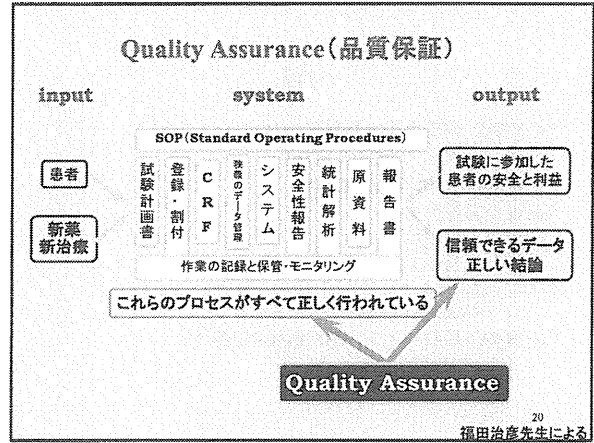 Quality Assurance(品質保証)
input
system
output
SOP(Standard Operating Procedures)
患者
新薬
新治療
試験計画書
登録・割付
CRF
狭義のデータ管理
システム
安全性報告
統計解析
原資料
報告書
作業の記録と保管・モニタリング
試験に参加した
患者の安全と利益
信頼できるデータ
正しい結論
これらのプロセスがすべて正しく行われている
Quality Assurance
20
福田治彦先生による